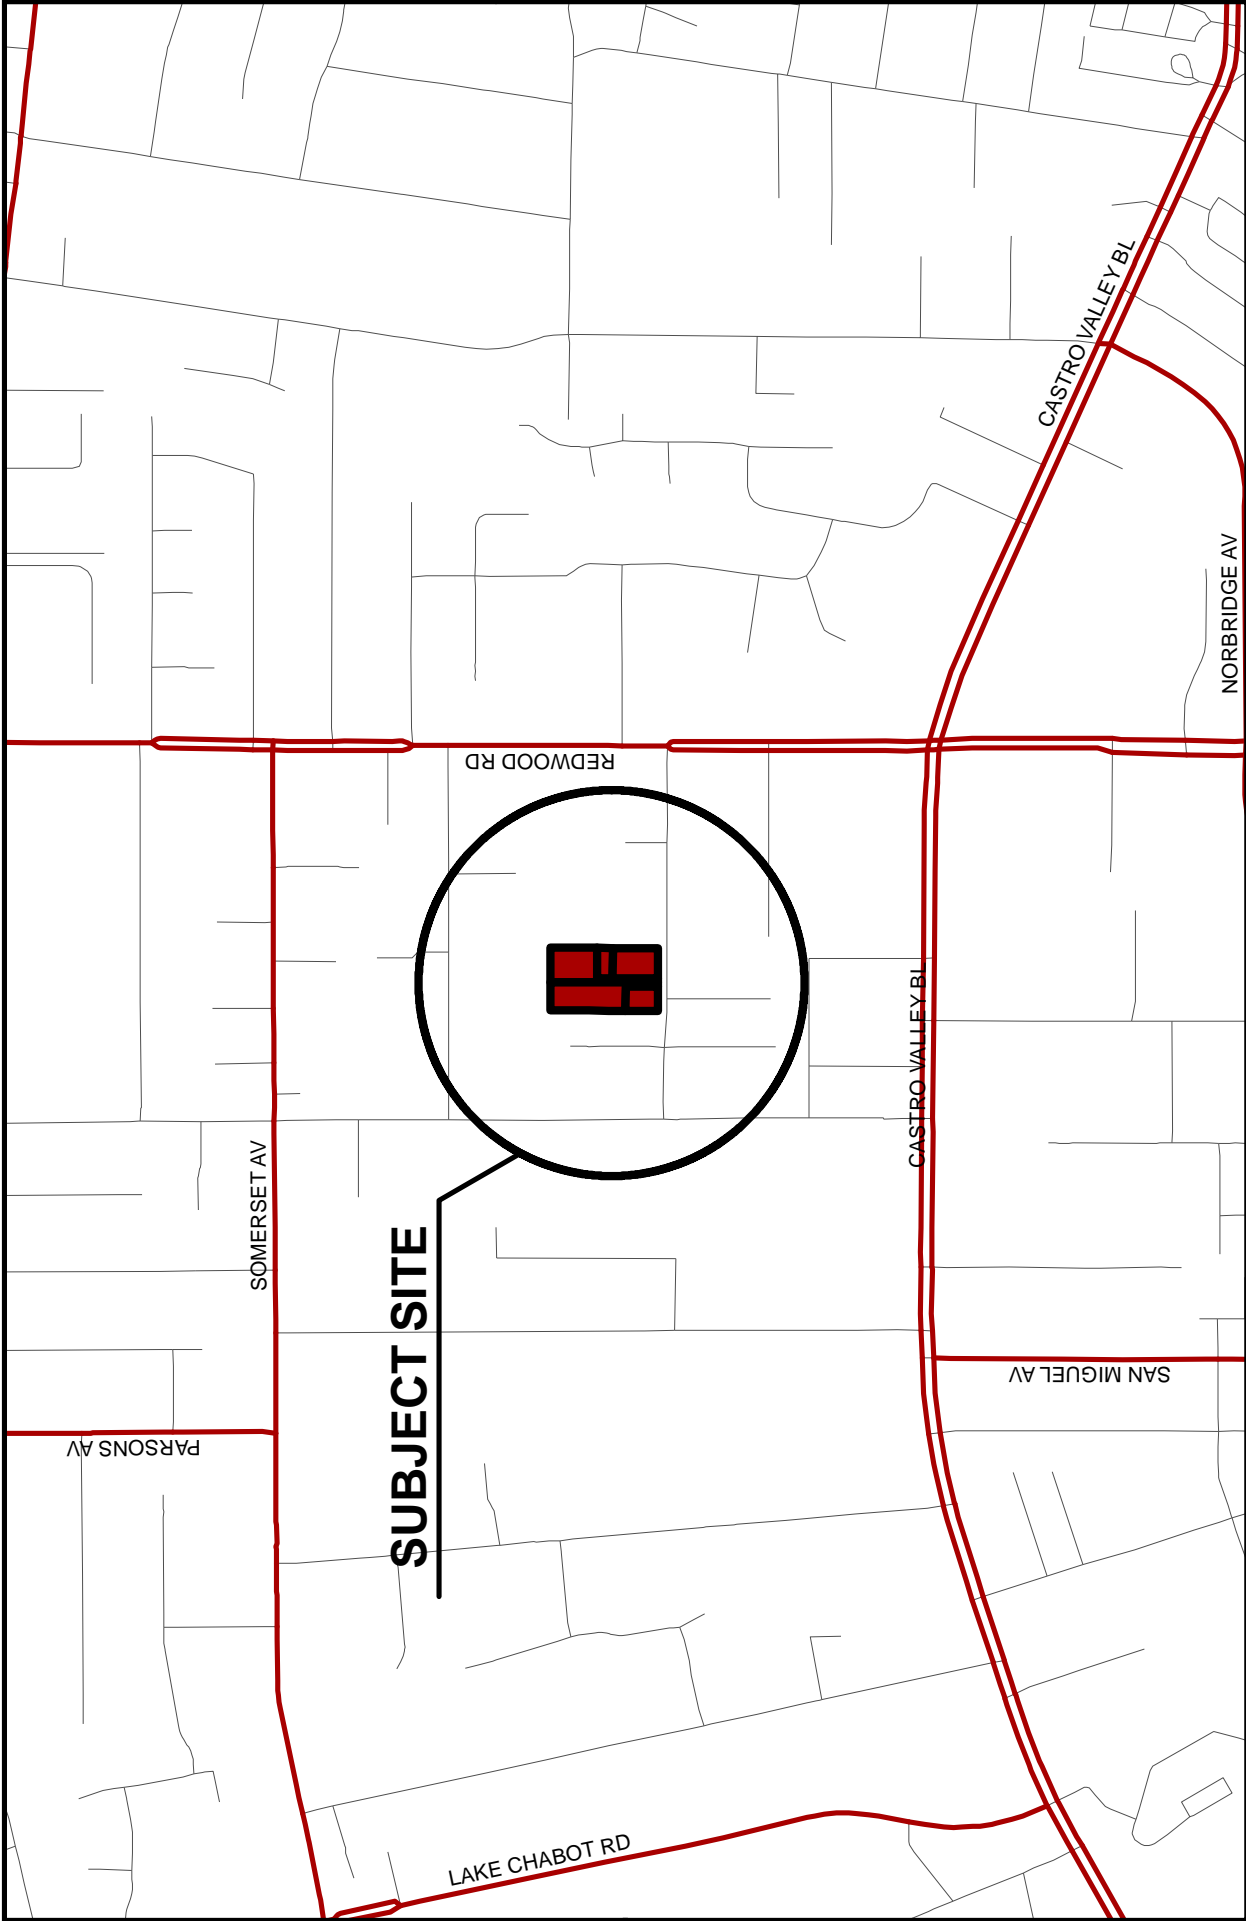 CASTRO VALLEY BL
NORBRIDGE AV
REDWOOD RD
CASTRO VALLEY BL
SOMERSET AV
SUBJECT SITE
SAN MIGUEL AV
PARSONS AV
LAKE CHABOT RD